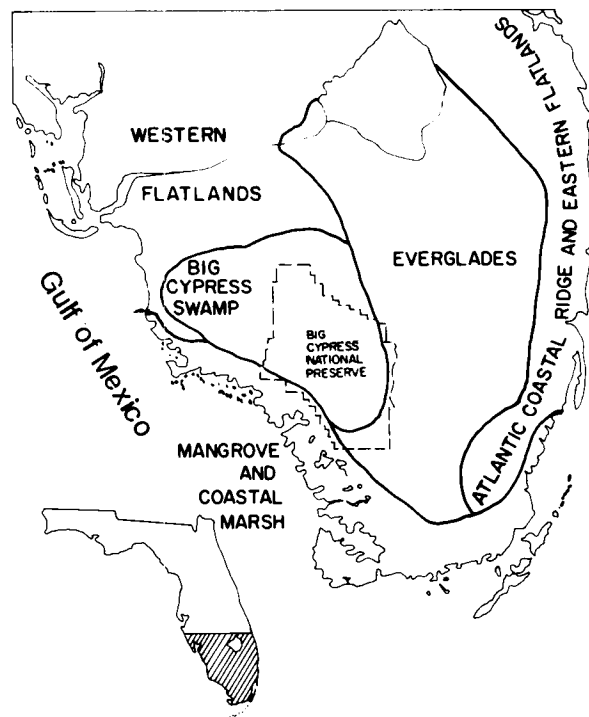 WESTERN
FLATLANDS
BIG
CYPRESS
SWAMP
EVERGLADES
BIG
CYPRESS
NATIONAL
PRESERVE
ATLANTIC COASTAL RIDGE AND EASTERN FLATLANDS
Gulf of Mexico
MANGROVE
AND
COASTAL
MARSH